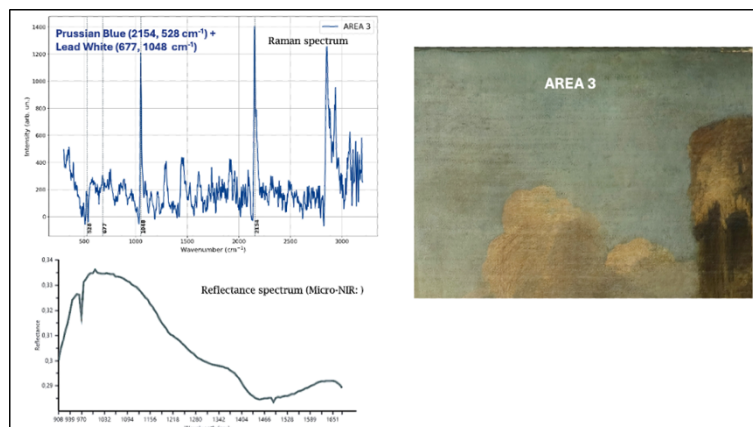 Prussian Blue (2154, 528 cm⁻¹) +
Lead White (677, 1048 cm⁻¹)
AREA 3
Raman spectrum
1400
1200
1000
800
600
400
200
0
Intensity (arb. un.)
528
677
1048
2154
500
1000
1500
2000
2500
3000
Wavenumber (cm⁻¹)
AREA 3
0,34
0,33
0,32
0,31
0,3
0,29
Reflectance
Reflectance spectrum (Micro-NIR: )
908 939 970 1032 1094 1156 1218 1280 1342 1404 1466 1526 1589 1651